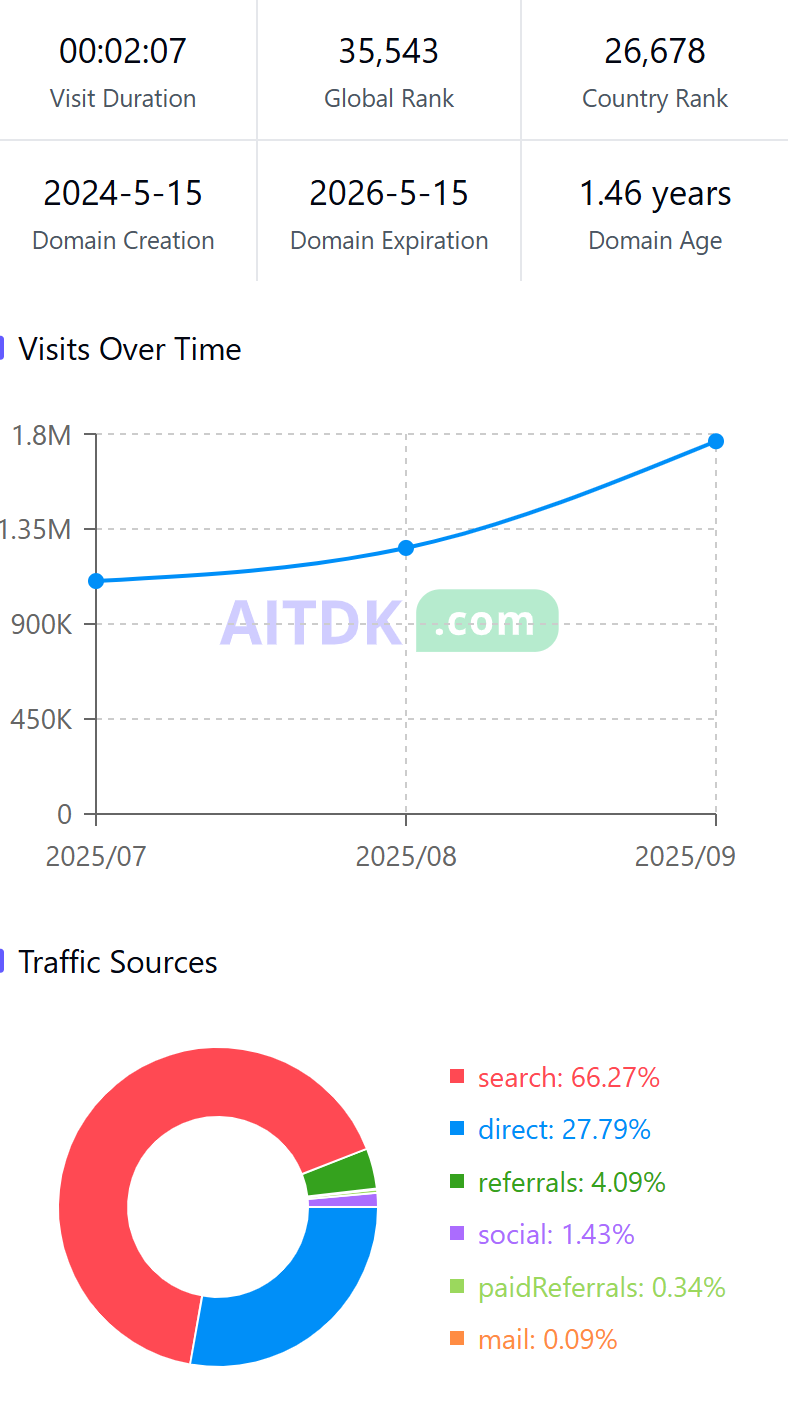 00:02:07
Visit Duration
35,543
Global Rank
26,678
Country Rank
2024-5-15
Domain Creation
2026-5-15
Domain Expiration
1.46 years
Domain Age
Visits Over Time
1.8M
1.35M
900K
450K
0
AITDK .com
2025/07
2025/08
2025/09
Traffic Sources
search: 66.27%
direct: 27.79%
referrals: 4.09%
social: 1.43%
paidReferrals: 0.34%
mail: 0.09%